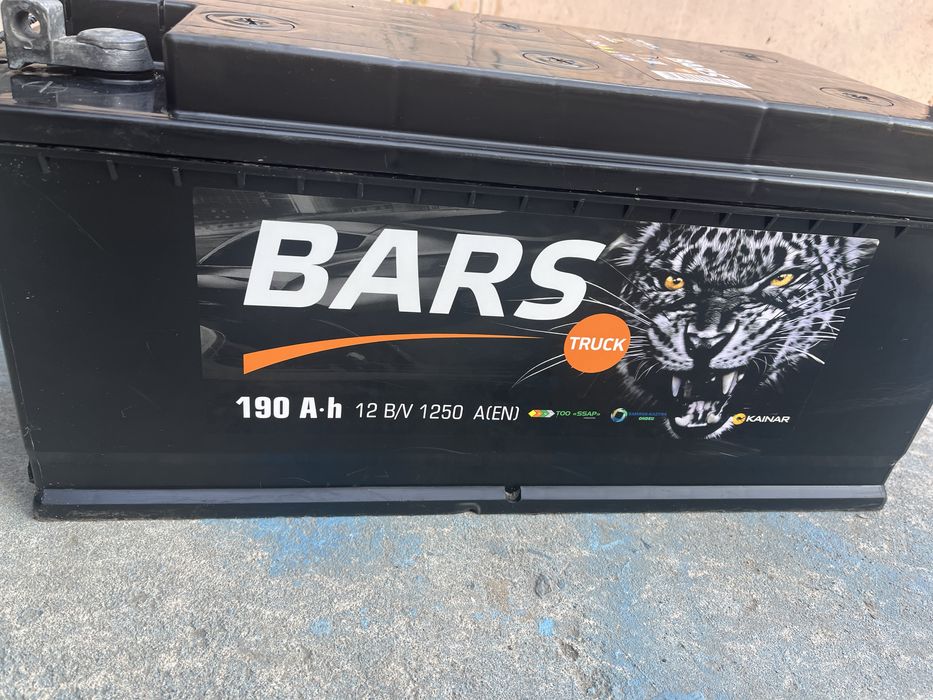 BARS
TRUCK
190 A·h 12 B/V 1250 A(EN) ТОО «SSAP» KAINAR